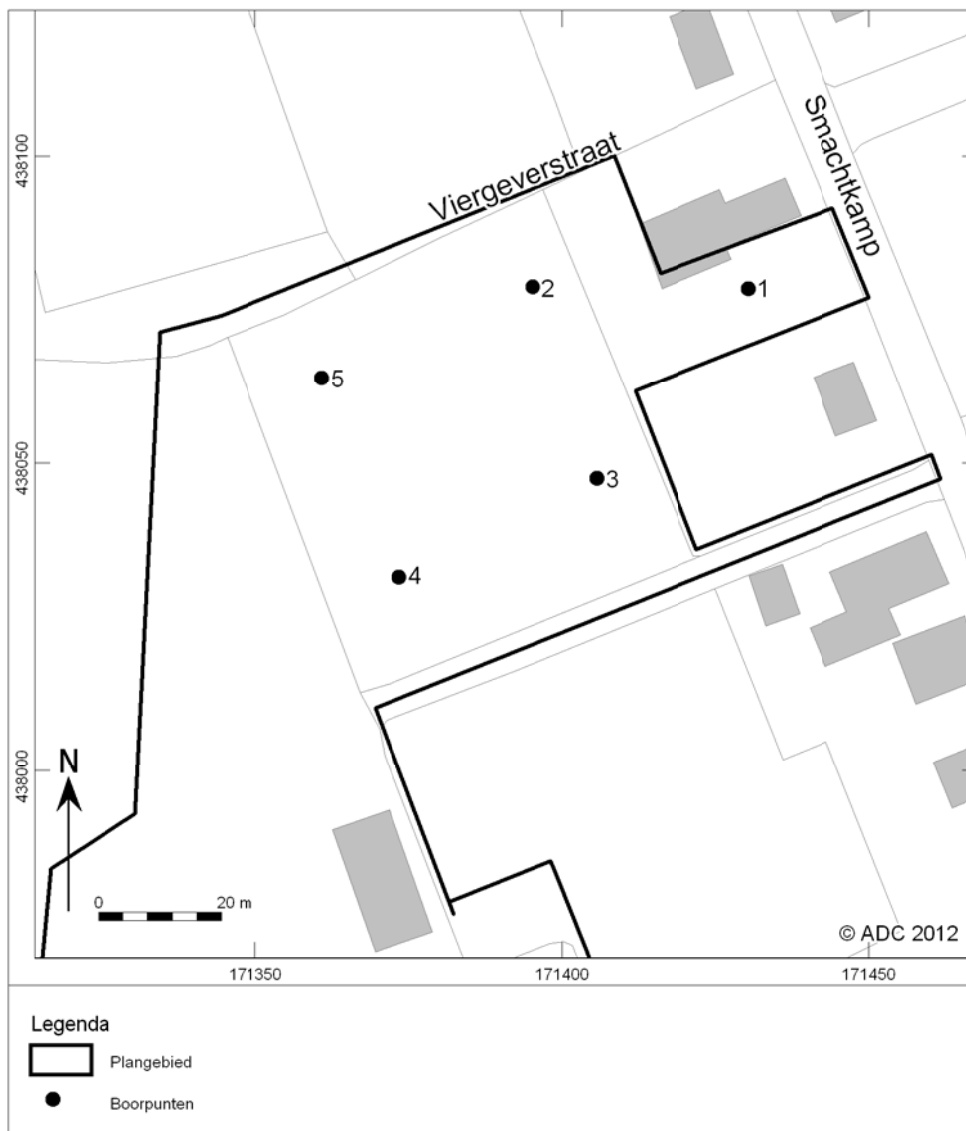 438100
Viergeverstraat
Smachtkamp
2
1
5
438050
3
4
438000
N
0 20 m
© ADC 2012
171350 171400 171450
Legenda
Plangebied
Boorpunten